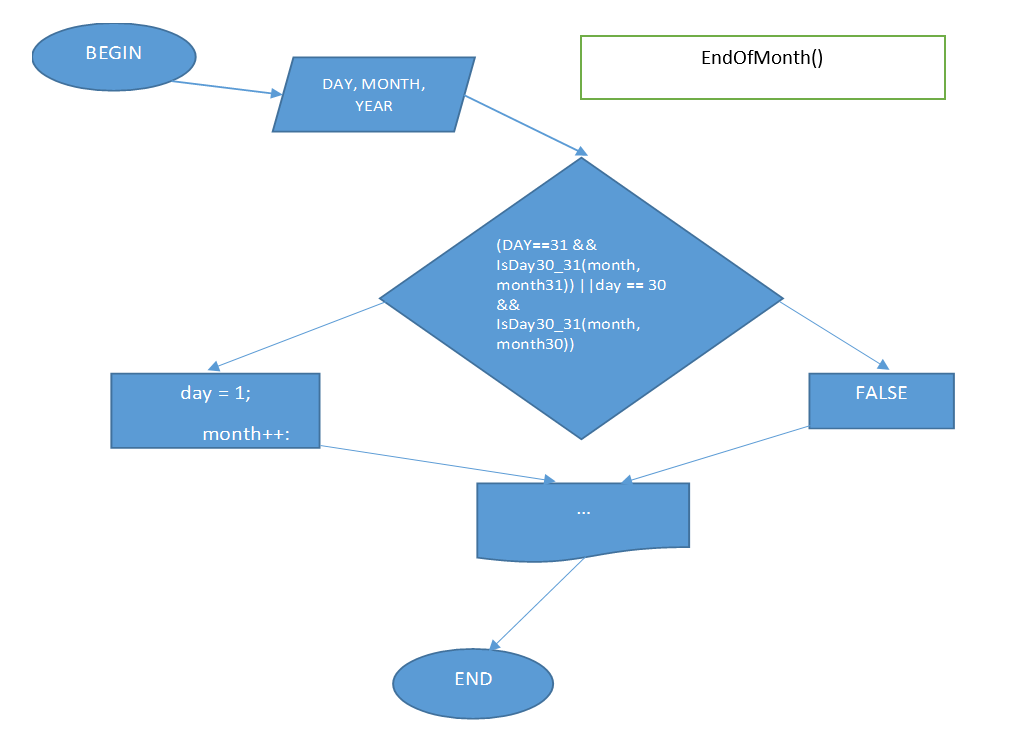 BEGIN
EndOfMonth()
DAY, MONTH,
YEAR
(DAY==31 &&
IsDay30_31(month,
month31)) ||day == 30
&&
IsDay30_31(month,
month30))
day = 1;
month++:
FALSE
...
END